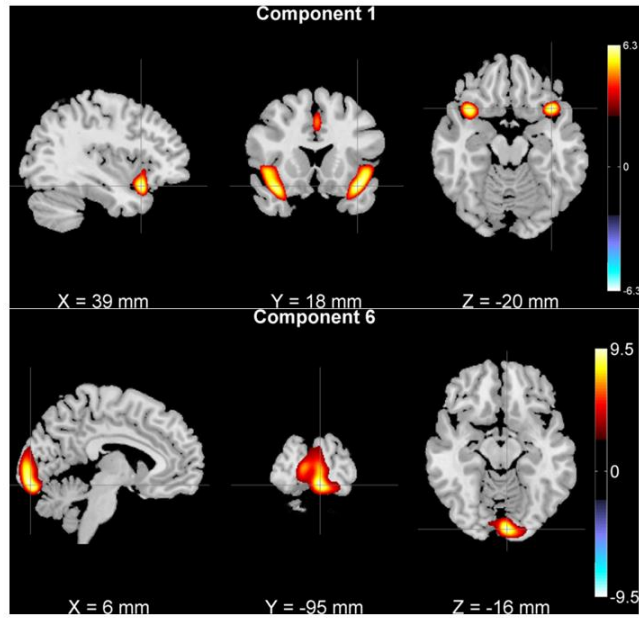 Component 1
6.3
0
-6.3
X = 39 mm
Y = 18 mm
Z = -20 mm
Component 6
9.5
0
-9.5
X = 6 mm
Y = -95 mm
Z = -16 mm